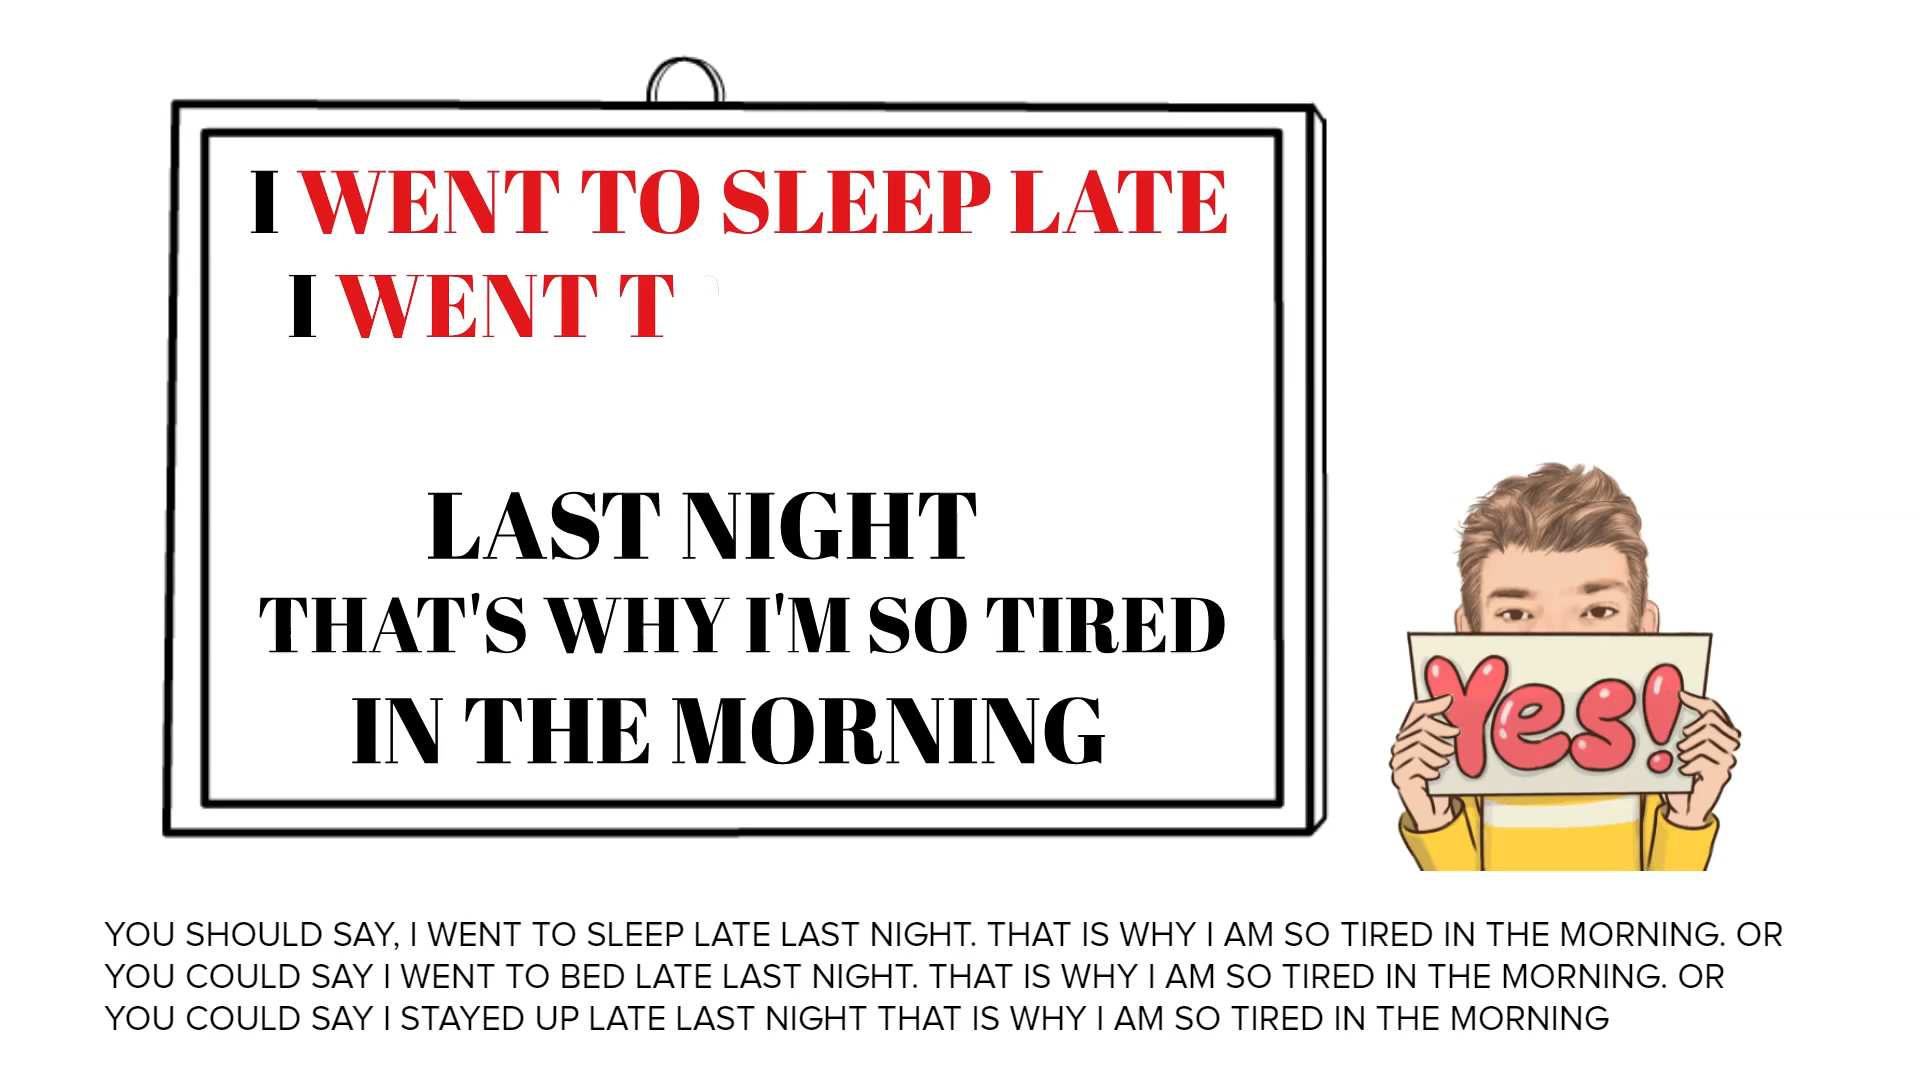 I WENT TO SLEEP LATE
I WENT T
LAST NIGHT
THAT'S WHY I'M SO TIRED
IN THE MORNING
Yes!
YOU SHOULD SAY, I WENT TO SLEEP LATE LAST NIGHT. THAT IS WHY I AM SO TIRED IN THE MORNING. OR
YOU COULD SAY I WENT TO BED LATE LAST NIGHT. THAT IS WHY I AM SO TIRED IN THE MORNING. OR
YOU COULD SAY I STAYED UP LATE LAST NIGHT THAT IS WHY I AM SO TIRED IN THE MORNING